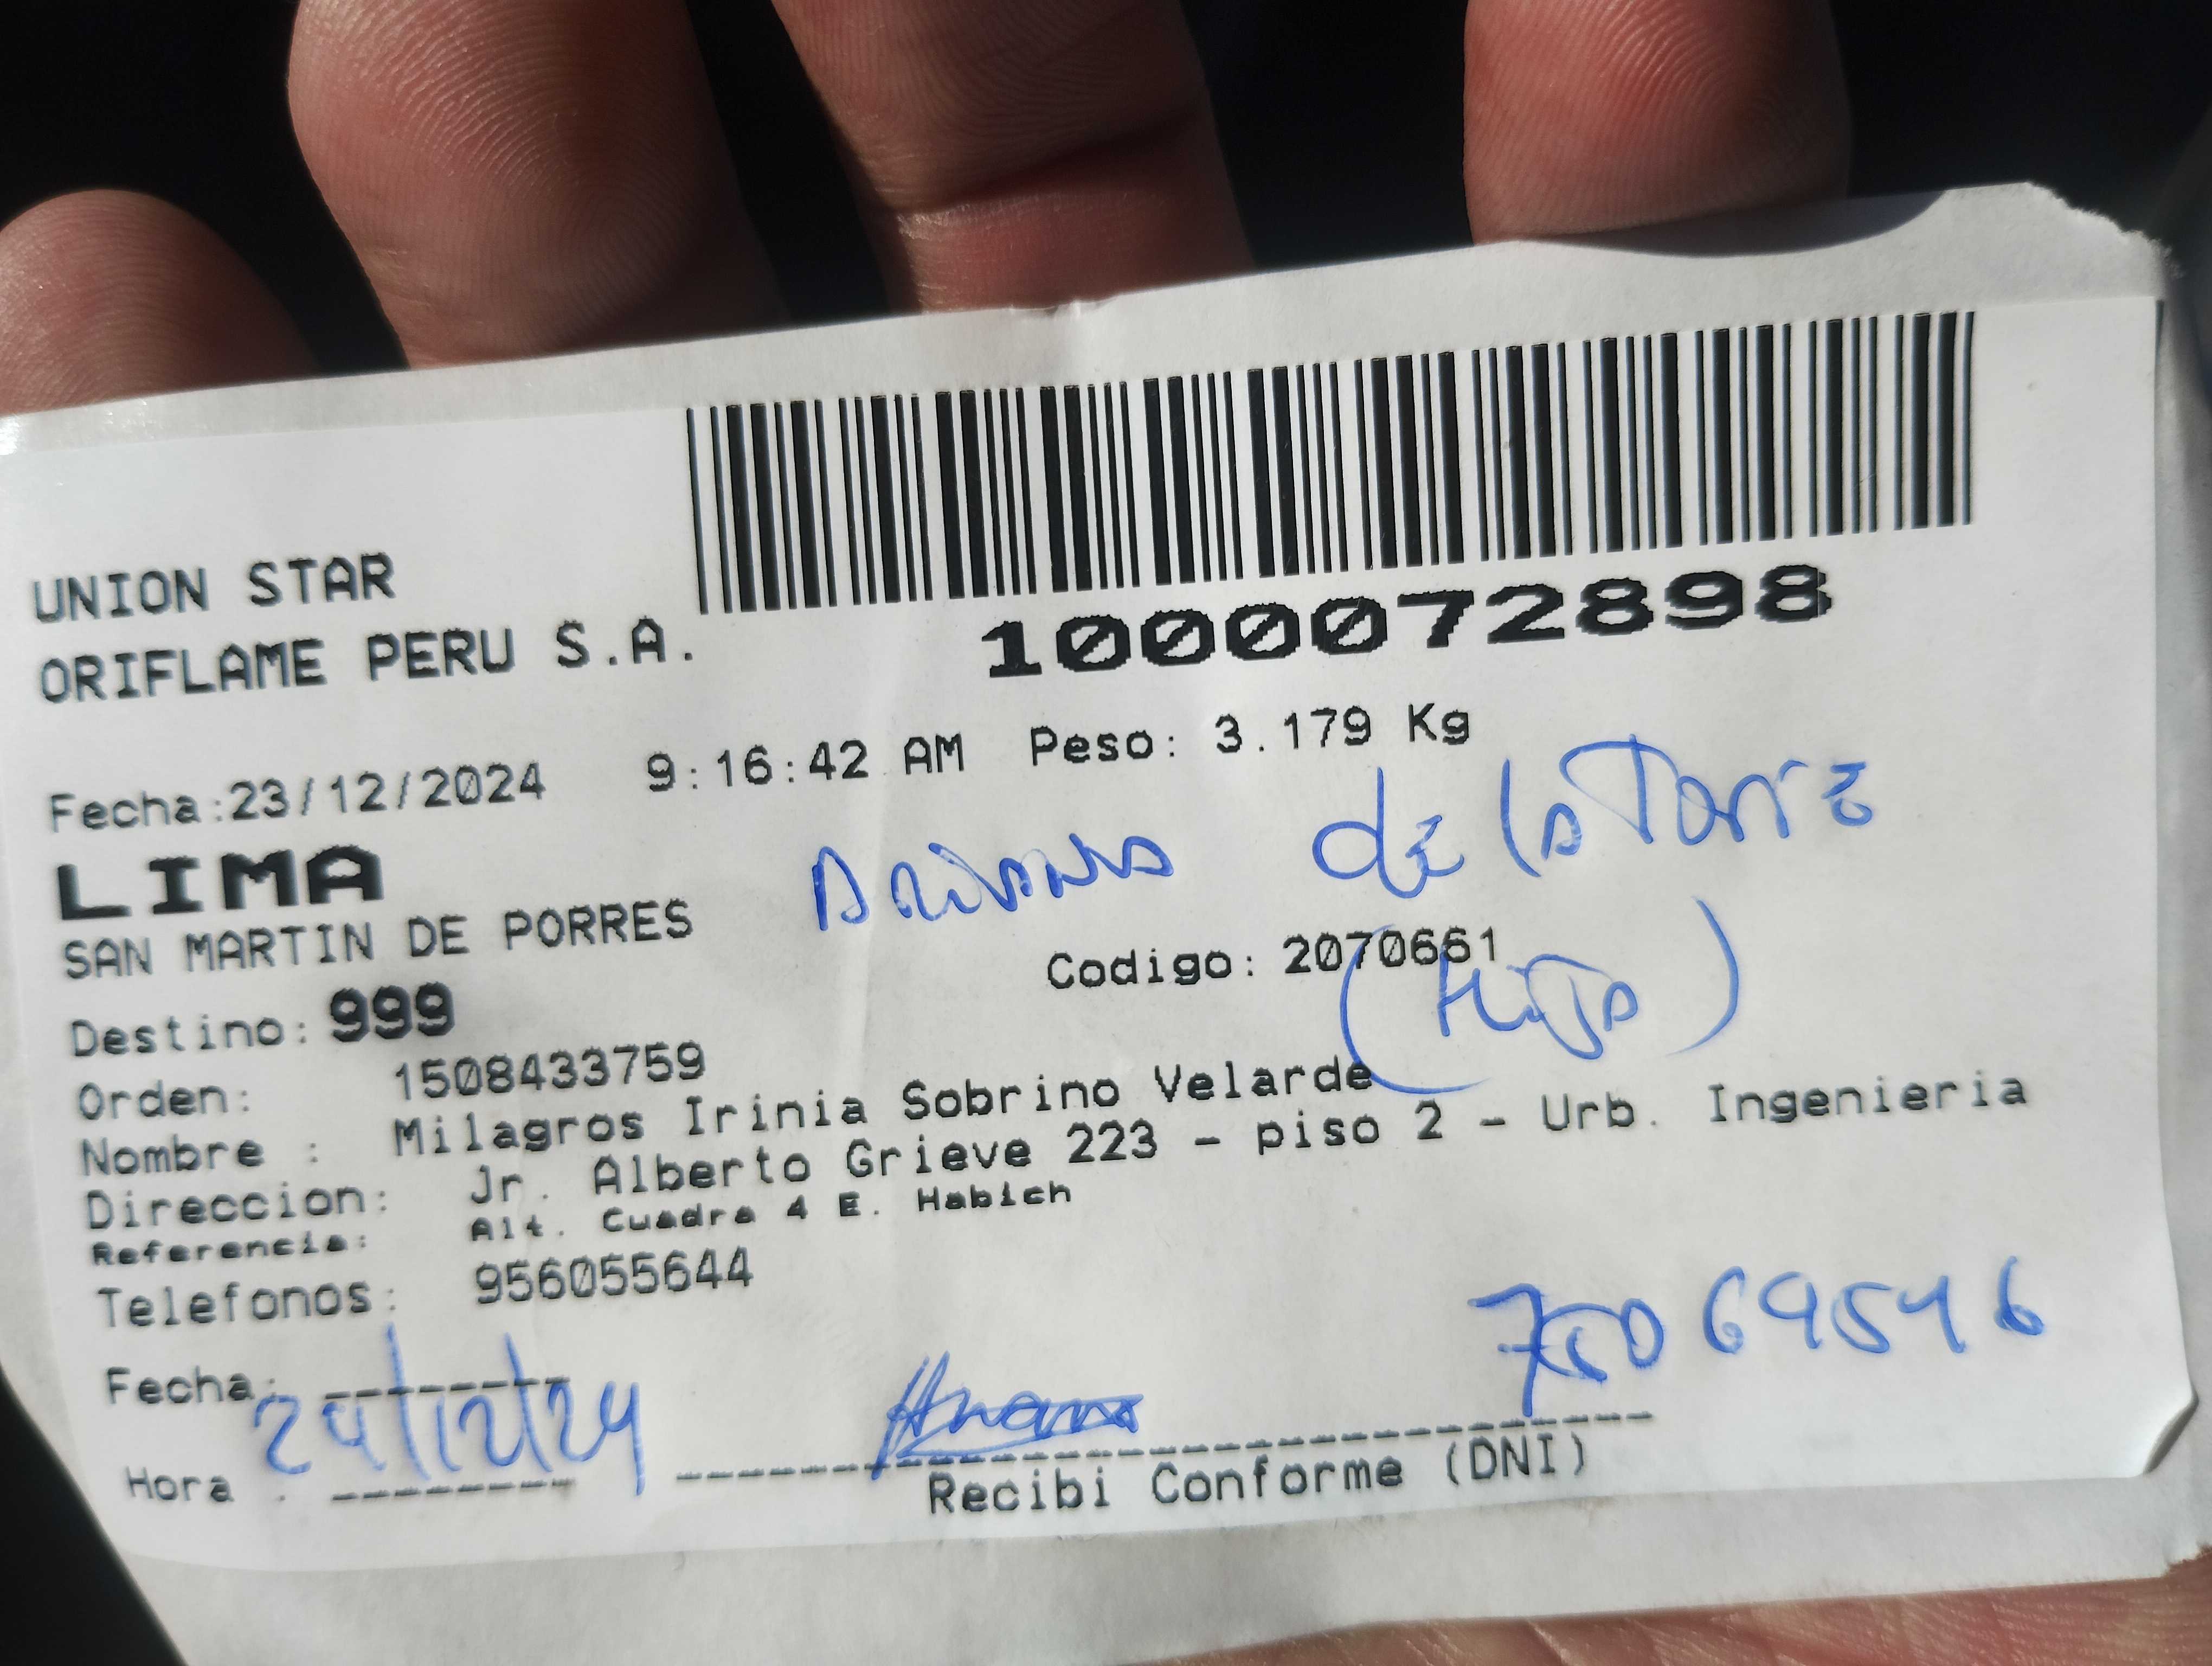 1000072898
UNION STAR
ORIFLAME PERU S.A.
Fecha:23/12/2024 9:16:42 AM Peso: 3.179 Kg
LIMA
Ariana de la Torre
SAN MARTIN DE PORRES
Codigo: 2070661
(Hija)
Destino: 999
Orden: 1508433759
Nombre : Milagros Irinia Sobrino Velarde
Direccion: Jr. Alberto Grieve 223 - piso 2 - Urb. Ingenieria
Referencia: Alt. Cuadra 4 E. Habich
Telefonos: 956055644
Fecha: 24/12/24
Hora :
Recibi Conforme (DNI)